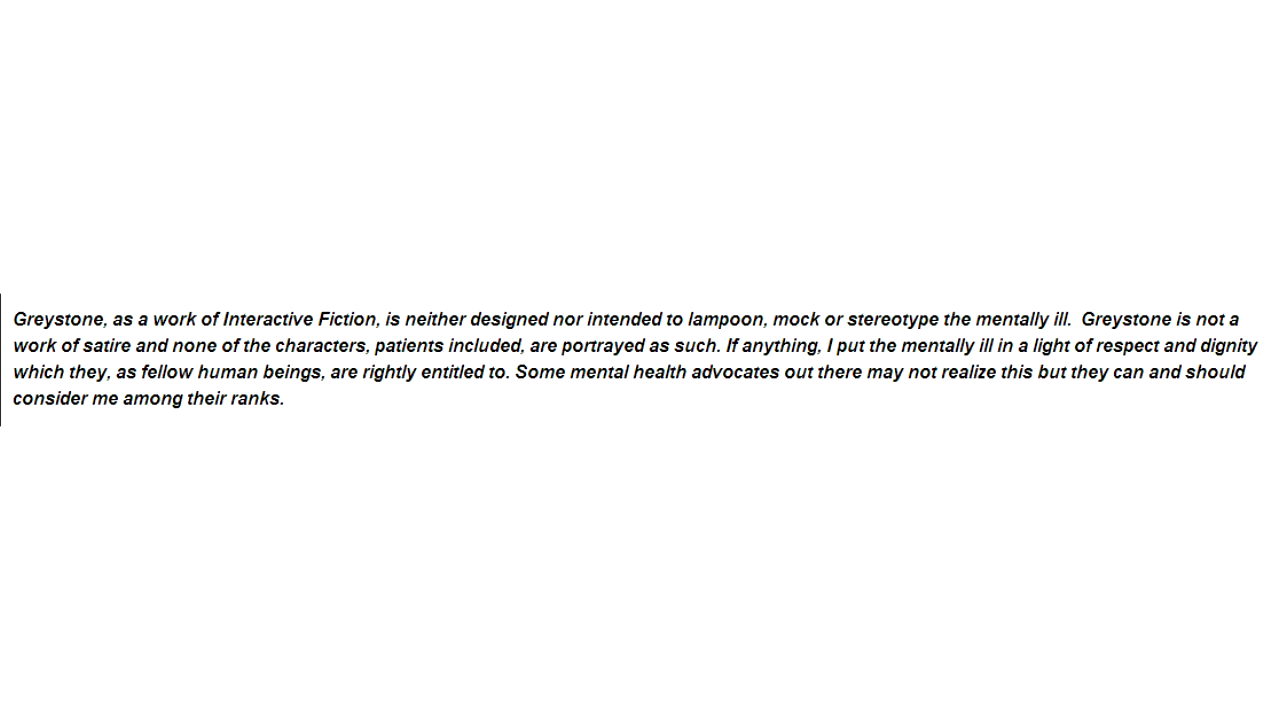 Greystone, as a work of Interactive Fiction, is neither designed nor intended to lampoon, mock or stereotype the mentally ill.  Greystone is not a
work of satire and none of the characters, patients included, are portrayed as such. If anything, I put the mentally ill in a light of respect and dignity
which they, as fellow human beings, are rightly entitled to. Some mental health advocates out there may not realize this but they can and should
consider me among their ranks.